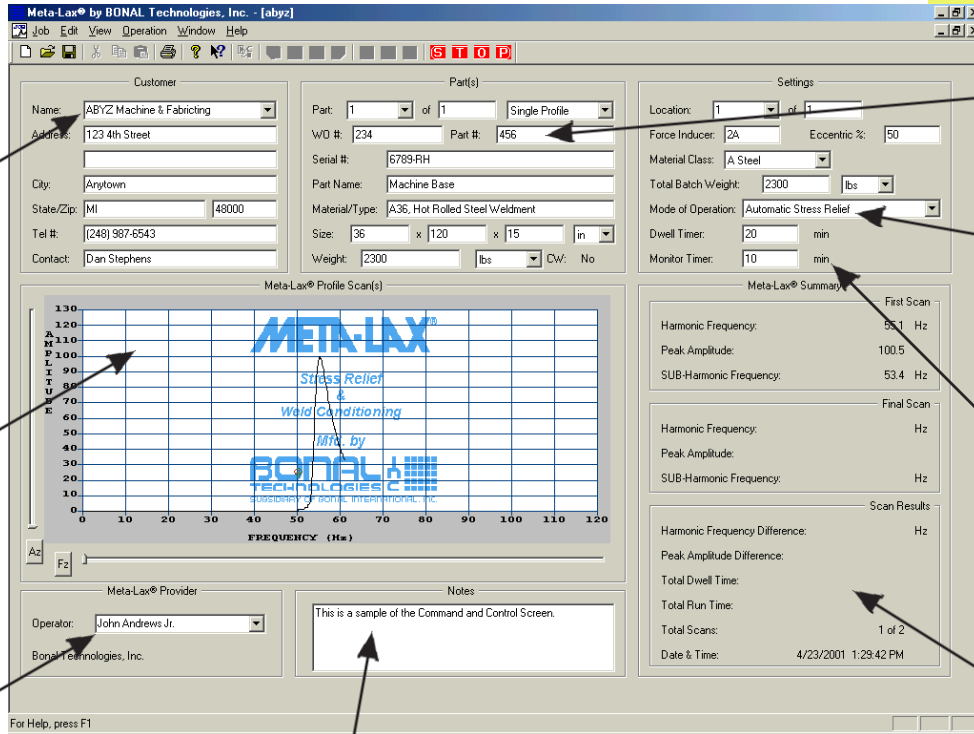 Meta-Lax® by BONAL Technologies, Inc. - [abyz]
Job Edit View Operation Window Help
STOP
Customer
Name: ABYZ Machine & Fabricting
Address: 123 4th Street
City: Anytown
State/Zip: MI 48000
Tel #: (248) 987-6543
Contact: Dan Stephens
Part(s)
Part: 1 of 1 Single Profile
WO #: 234 Part #: 456
Serial #: 6789-RH
Part Name: Machine Base
Material/Type: A36, Hot Rolled Steel Weldment
Size: 36 x 120 x 15 in
Weight: 2300 lbs CW: No
Settings
Location: 1 of 1
Force Inducer: 2A Eccentric %: 50
Material Class: A Steel
Total Batch Weight: 2300 lbs
Mode of Operation: Automatic Stress Relief
Dwell Timer: 20 min
Monitor Timer: 10 min
Meta-Lax® Profile Scan(s)
AMPLITUDE
130
120
110
100
90
80
70
60
50
40
30
20
10
0
META-LAX®
Stress Relief
&
Weld Conditioning
Mfd. by
BONAL
TECHNOLOGIES
SUBSIDIARY OF BONAL INTERNATIONAL, INC.
0 10 20 30 40 50 60 70 80 90 100 110 120
FREQUENCY (Hz)
Az
Fz
Meta-Lax® Summary
First Scan
Harmonic Frequency: 55.1 Hz
Peak Amplitude: 100.5
SUB-Harmonic Frequency: 53.4 Hz
Final Scan
Harmonic Frequency: Hz
Peak Amplitude:
SUB-Harmonic Frequency: Hz
Scan Results
Harmonic Frequency Difference: Hz
Peak Amplitude Difference:
Total Dwell Time:
Total Run Time:
Total Scans: 1 of 2
Date & Time: 4/23/2001 1:29:42 PM
Meta-Lax® Provider
Operator: John Andrews Jr.
Bonal Technologies, Inc.
Notes
This is a sample of the Command and Control Screen.
For Help, press F1